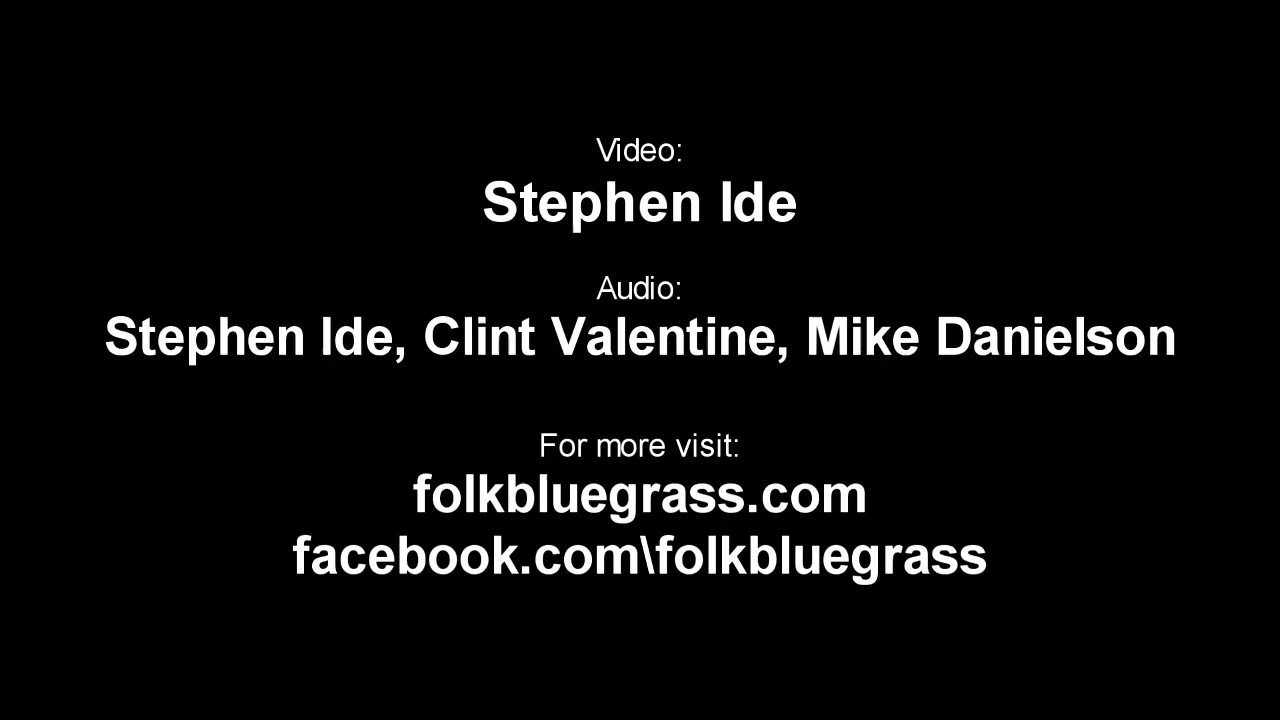 Video:
Stephen Ide
Audio:
Stephen Ide, Clint Valentine, Mike Danielson
For more visit:
folkbluegrass.com
facebook.com\folkbluegrass